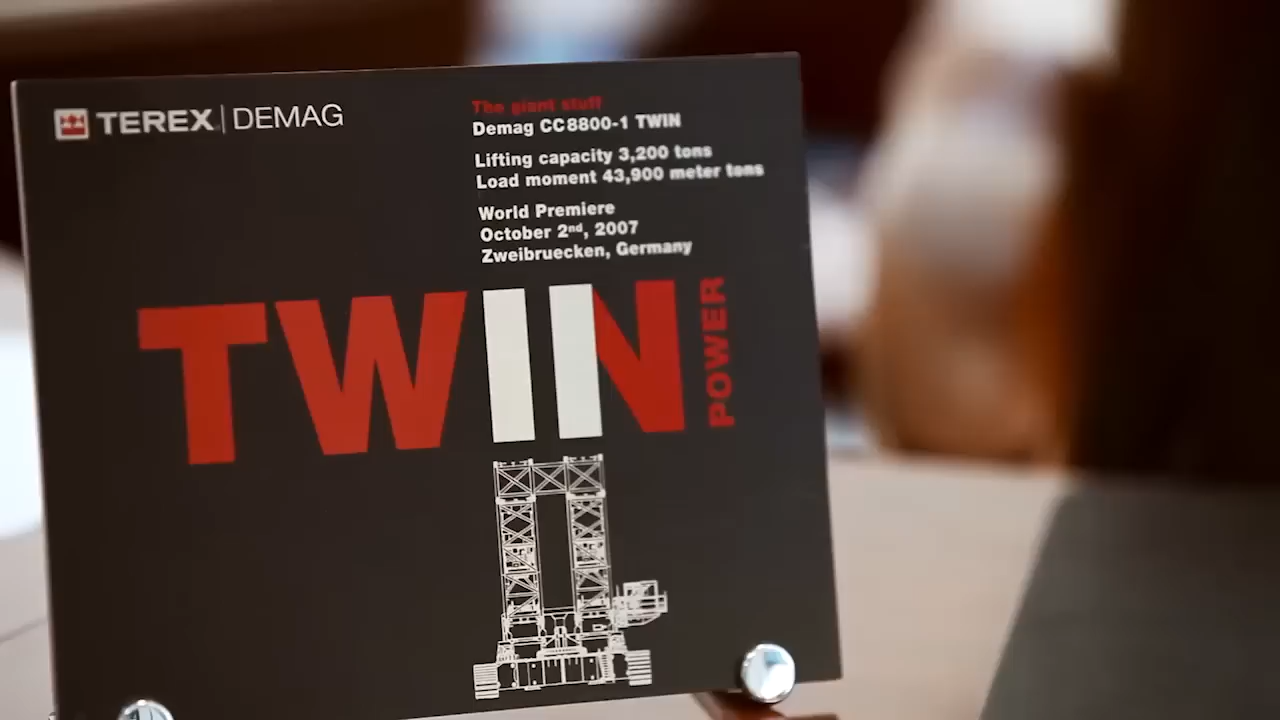 TEREX | DEMAG
The giant stuff
Demag CC8800-1 TWIN
Lifting capacity 3,200 tons
Load moment 43,900 meter tons
World Premiere
October 2nd, 2007
Zweibruecken, Germany
TWIN
POWER